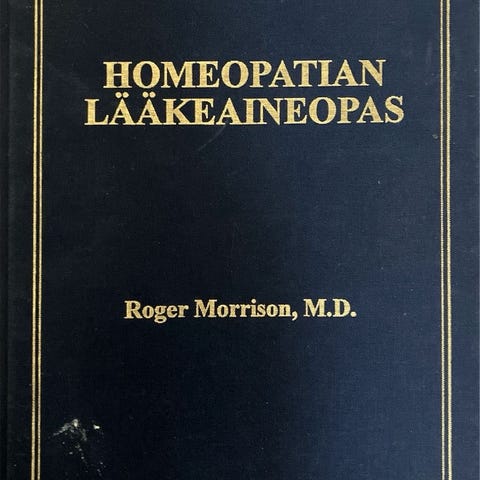 HOMEOPATIAN
LÄÄKEAINEOPAS
Roger Morrison, M.D.